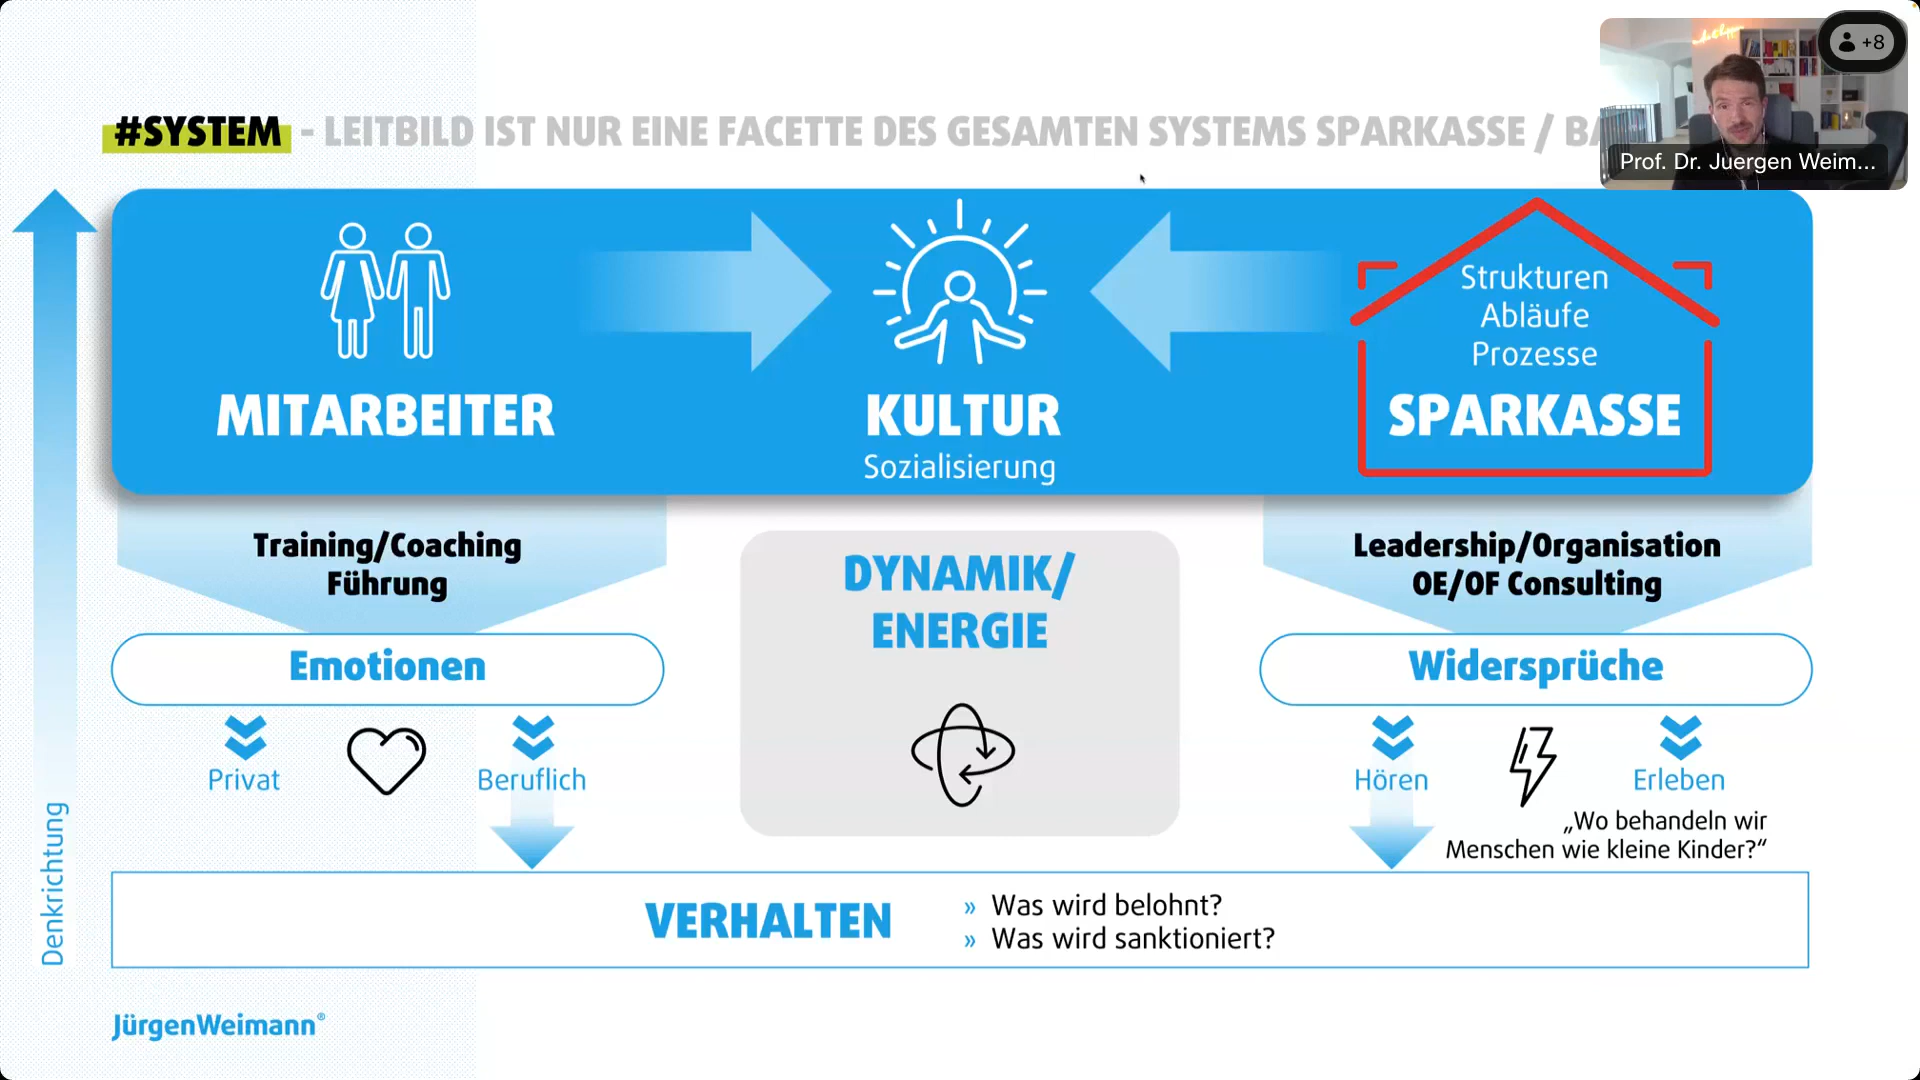 #SYSTEM - LEITBILD IST NUR EINE FACETTE DES GESAMTEN SYSTEMS SPARKASSE /
+8
Prof. Dr. Juergen Weim...
MITARBEITER
KULTUR
Sozialisierung
Strukturen
Abläufe
Prozesse
SPARKASSE
Training/Coaching
Führung
DYNAMIK/
ENERGIE
Leadership/Organisation
OE/OF Consulting
Emotionen
Widersprüche
Privat
Beruflich
Hören
Erleben
„Wo behandeln wir
Menschen wie kleine Kinder?“
Denkrichtung
VERHALTEN
» Was wird belohnt?
» Was wird sanktioniert?
JürgenWeimann®